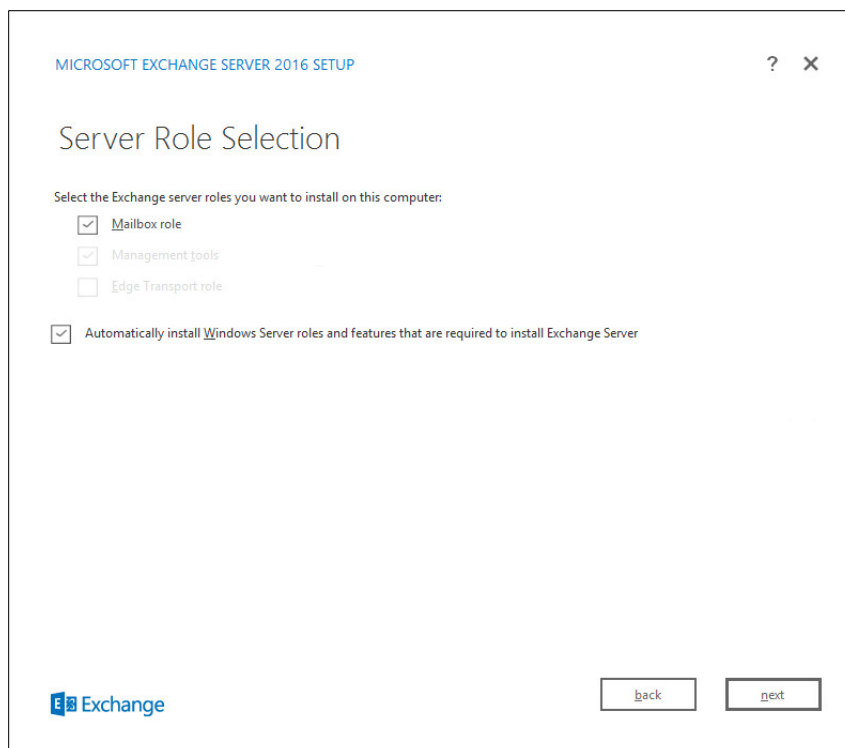 MICROSOFT EXCHANGE SERVER 2016 SETUP
?
Server Role Selection
Select the Exchange server roles you want to install on this computer:
Mailbox role
Management tools
Edge Transport role
Automatically install Windows Server roles and features that are required to install Exchange Server
E Exchange
back
next